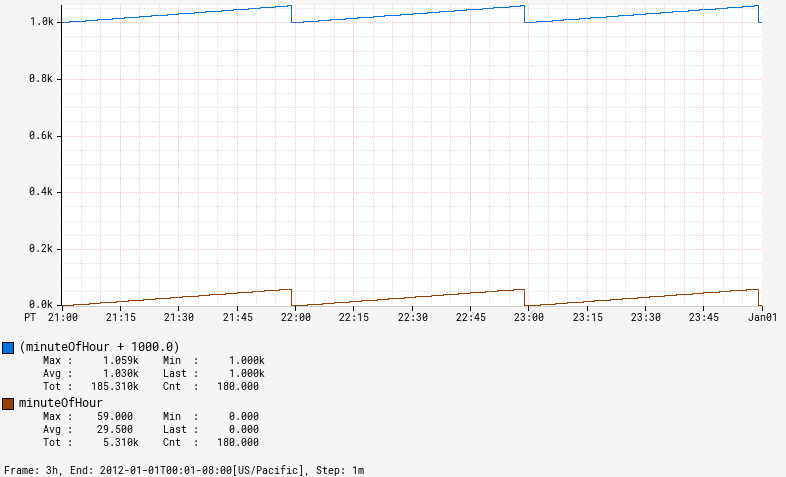 1.0k
0.8k
0.6k
0.4k
0.2k
0.0k
PT 21:00 21:15 21:30 21:45 22:00 22:15 22:30 22:45 23:00 23:15 23:30 23:45 Jan01
(minuteOfHour + 1000.0)
Max : 1.059k Min : 1.000k
Avg : 1.030k Last : 1.000k
Tot : 185.310k Cnt : 180.000
minuteOfHour
Max : 59.000 Min : 0.000
Avg : 29.500 Last : 0.000
Tot : 5.310k Cnt : 180.000
Frame: 3h, End: 2012-01-01T00:01-08:00[US/Pacific], Step: 1m